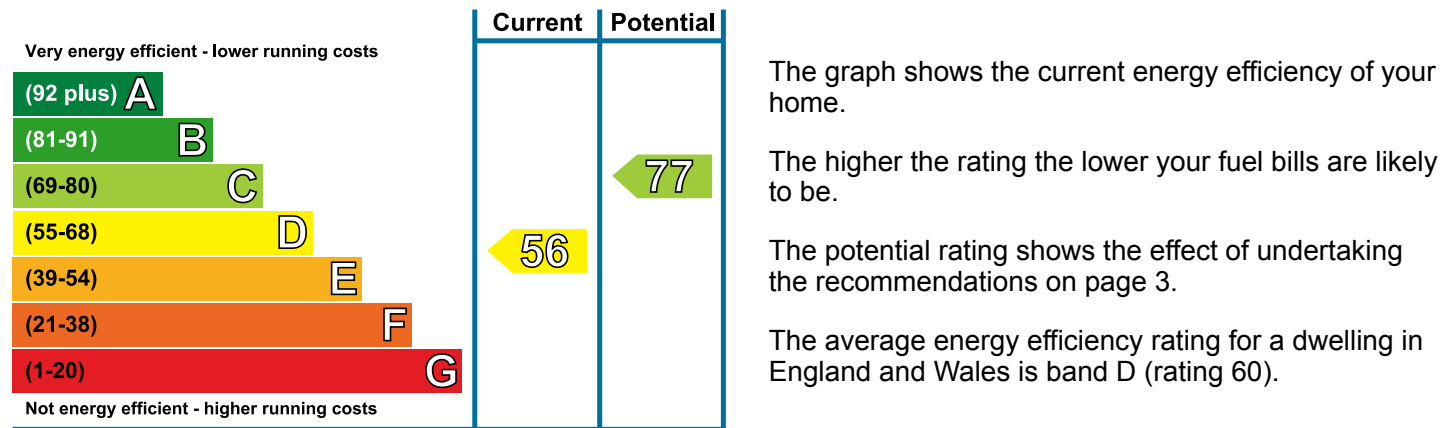 Current Potential
Very energy efficient - lower running costs
(92 plus) A
(81-91) B
(69-80) C
77
(55-68) D
56
(39-54) E
(21-38) F
(1-20) G
Not energy efficient - higher running costs
The graph shows the current energy efficiency of your
home.
The higher the rating the lower your fuel bills are likely
to be.
The potential rating shows the effect of undertaking
the recommendations on page 3.
The average energy efficiency rating for a dwelling in
England and Wales is band D (rating 60).